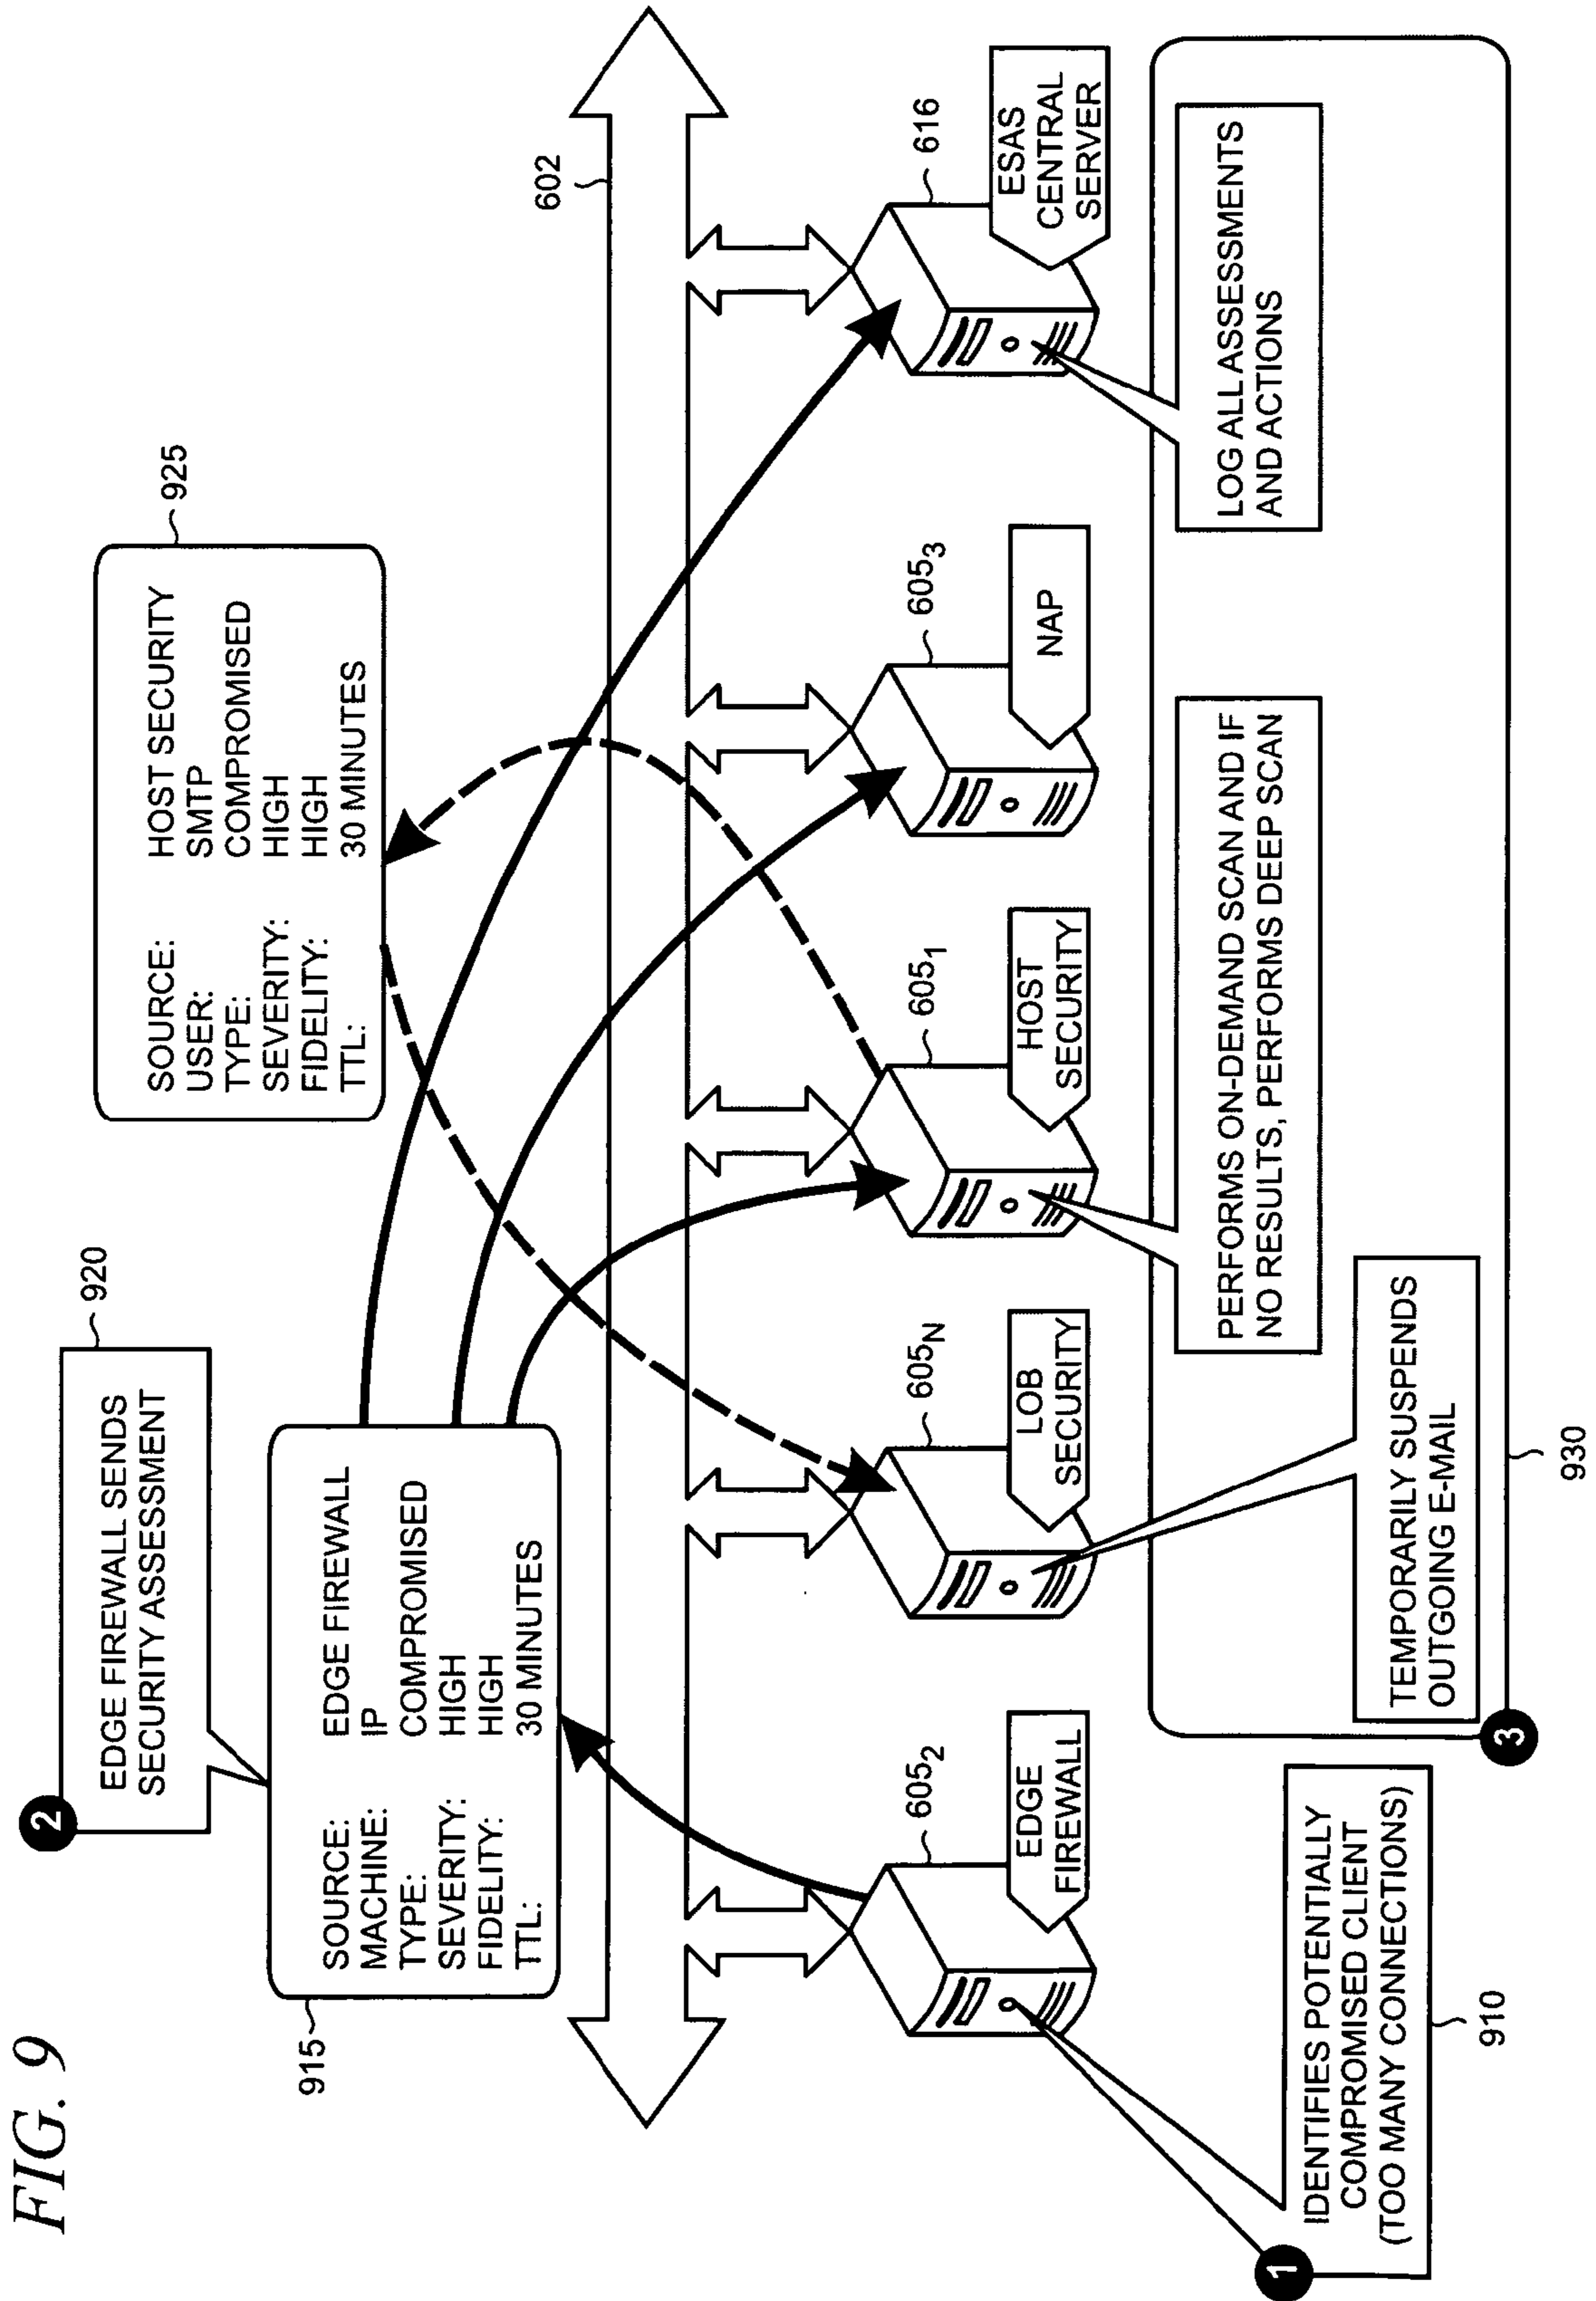 FIG. 9
2
EDGE FIREWALL SENDS
SECURITY ASSESSMENT
920
915
SOURCE: EDGE FIREWALL
MACHINE: IP
TYPE: COMPROMISED
SEVERITY: HIGH
FIDELITY: HIGH
TTL: 30 MINUTES
925
SOURCE: HOST SECURITY
USER: SMTP
TYPE: COMPROMISED
SEVERITY: HIGH
FIDELITY: HIGH
TTL: 30 MINUTES
602
605₂
EDGE
FIREWALL
605N
LOB
SECURITY
605₁
HOST
SECURITY
605₃
NAP
616
ESAS
CENTRAL
SERVER
1
IDENTIFIES POTENTIALLY
COMPROMISED CLIENT
(TOO MANY CONNECTIONS)
910
3
TEMPORARILY SUSPENDS
OUTGOING E-MAIL
PERFORMS ON-DEMAND SCAN AND IF
NO RESULTS, PERFORMS DEEP SCAN
LOG ALL ASSESSMENTS
AND ACTIONS
930